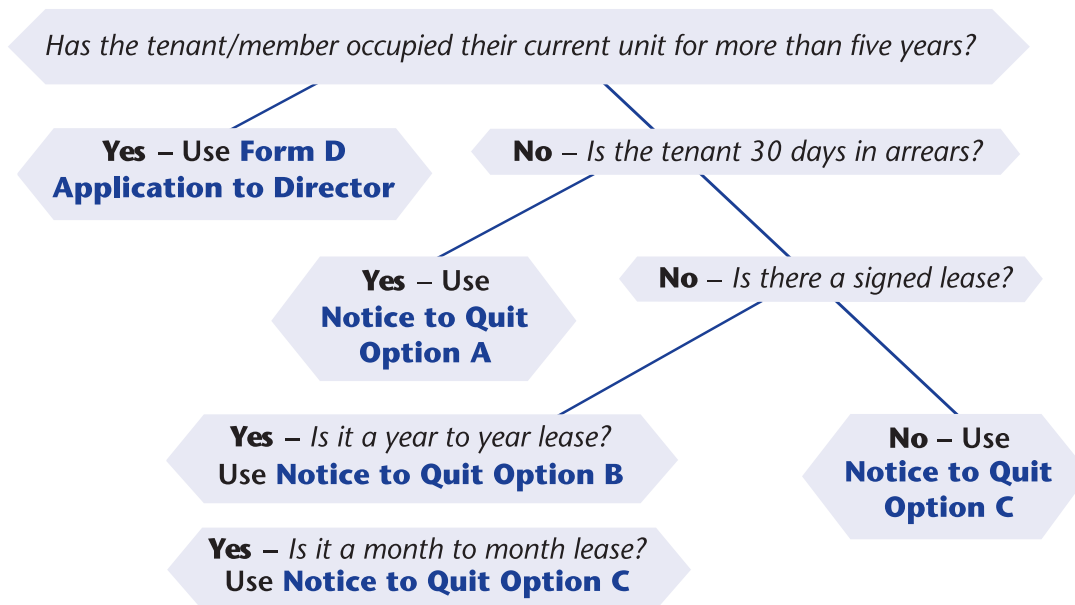 Has the tenant/member occupied their current unit for more than five years?
Yes – Use Form D
Application to Director
No – Is the tenant 30 days in arrears?
Yes – Use
Notice to Quit
Option A
No – Is there a signed lease?
Yes – Is it a year to year lease?
Use Notice to Quit Option B
No – Use
Notice to Quit
Option C
Yes – Is it a month to month lease?
Use Notice to Quit Option C